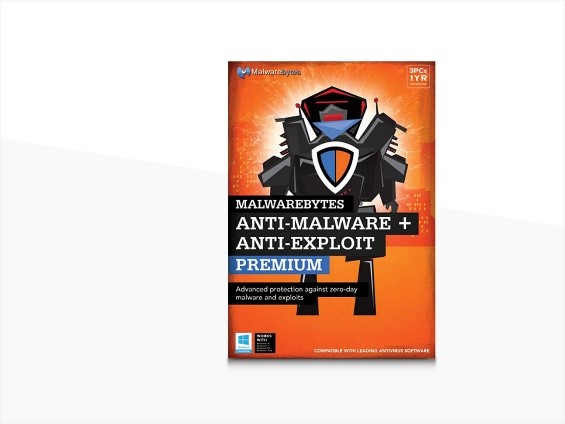 Malwarebytes
3PCs
1YR
MALWAREBYTES
ANTI-MALWARE +
ANTI-EXPLOIT
PREMIUM
Advanced protection against zero-day
malware and exploits
WORKS
WITH
COMPATIBLE WITH LEADING ANTIVIRUS SOFTWARE